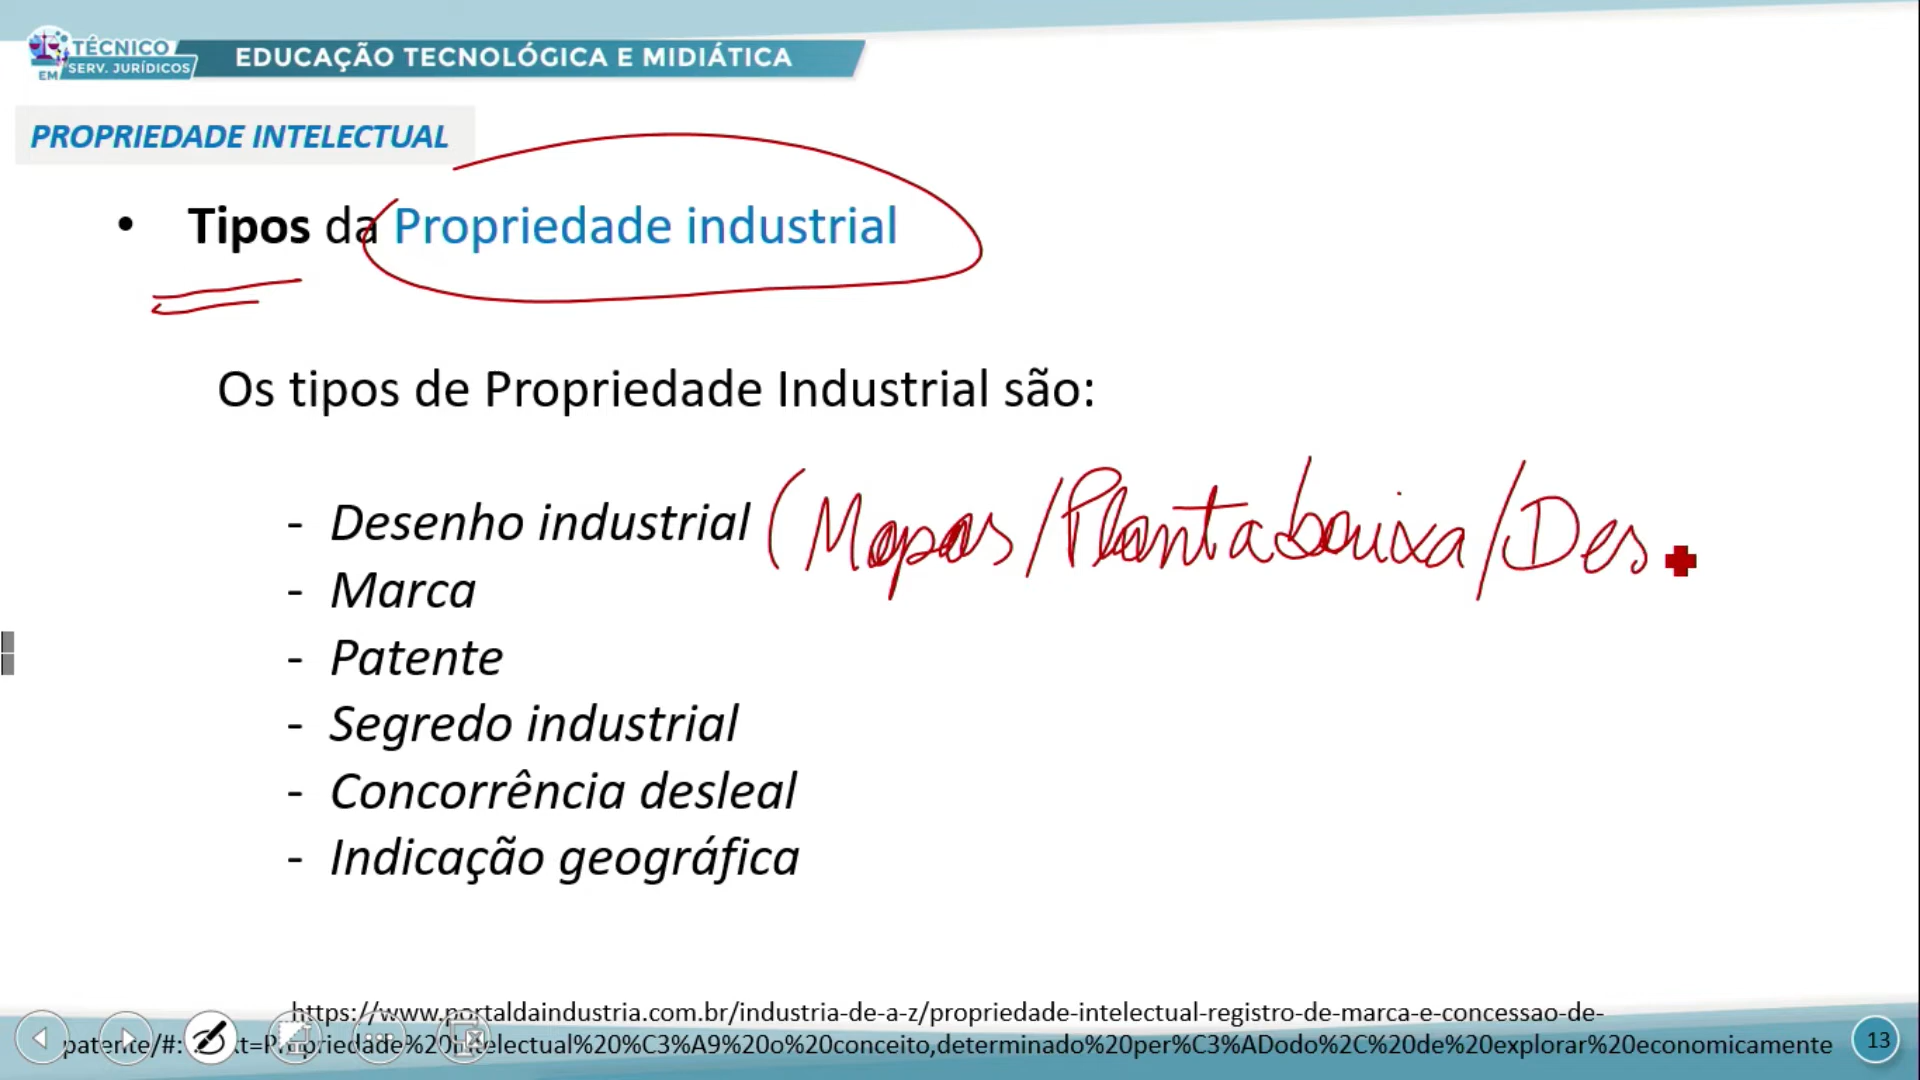 TÉCNICO
EM SERV. JURÍDICOS
EDUCAÇÃO TECNOLÓGICA E MIDIÁTICA
PROPRIEDADE INTELECTUAL
• Tipos da Propriedade industrial
Os tipos de Propriedade Industrial são:
- Desenho industrial (Mapas/Planta baixa/Des
- Marca
- Patente
- Segredo industrial
- Concorrência desleal
- Indicação geográfica
https://www.portaldaindustria.com.br/industria-de-a-z/propriedade-intelectual-registro-de-marca-e-concessao-de-
patente/#: electual%20%C3%A9%20o%20conceito,determinado%20per%C3%ADodo%2C%20de%20explorar%20economicamente
13